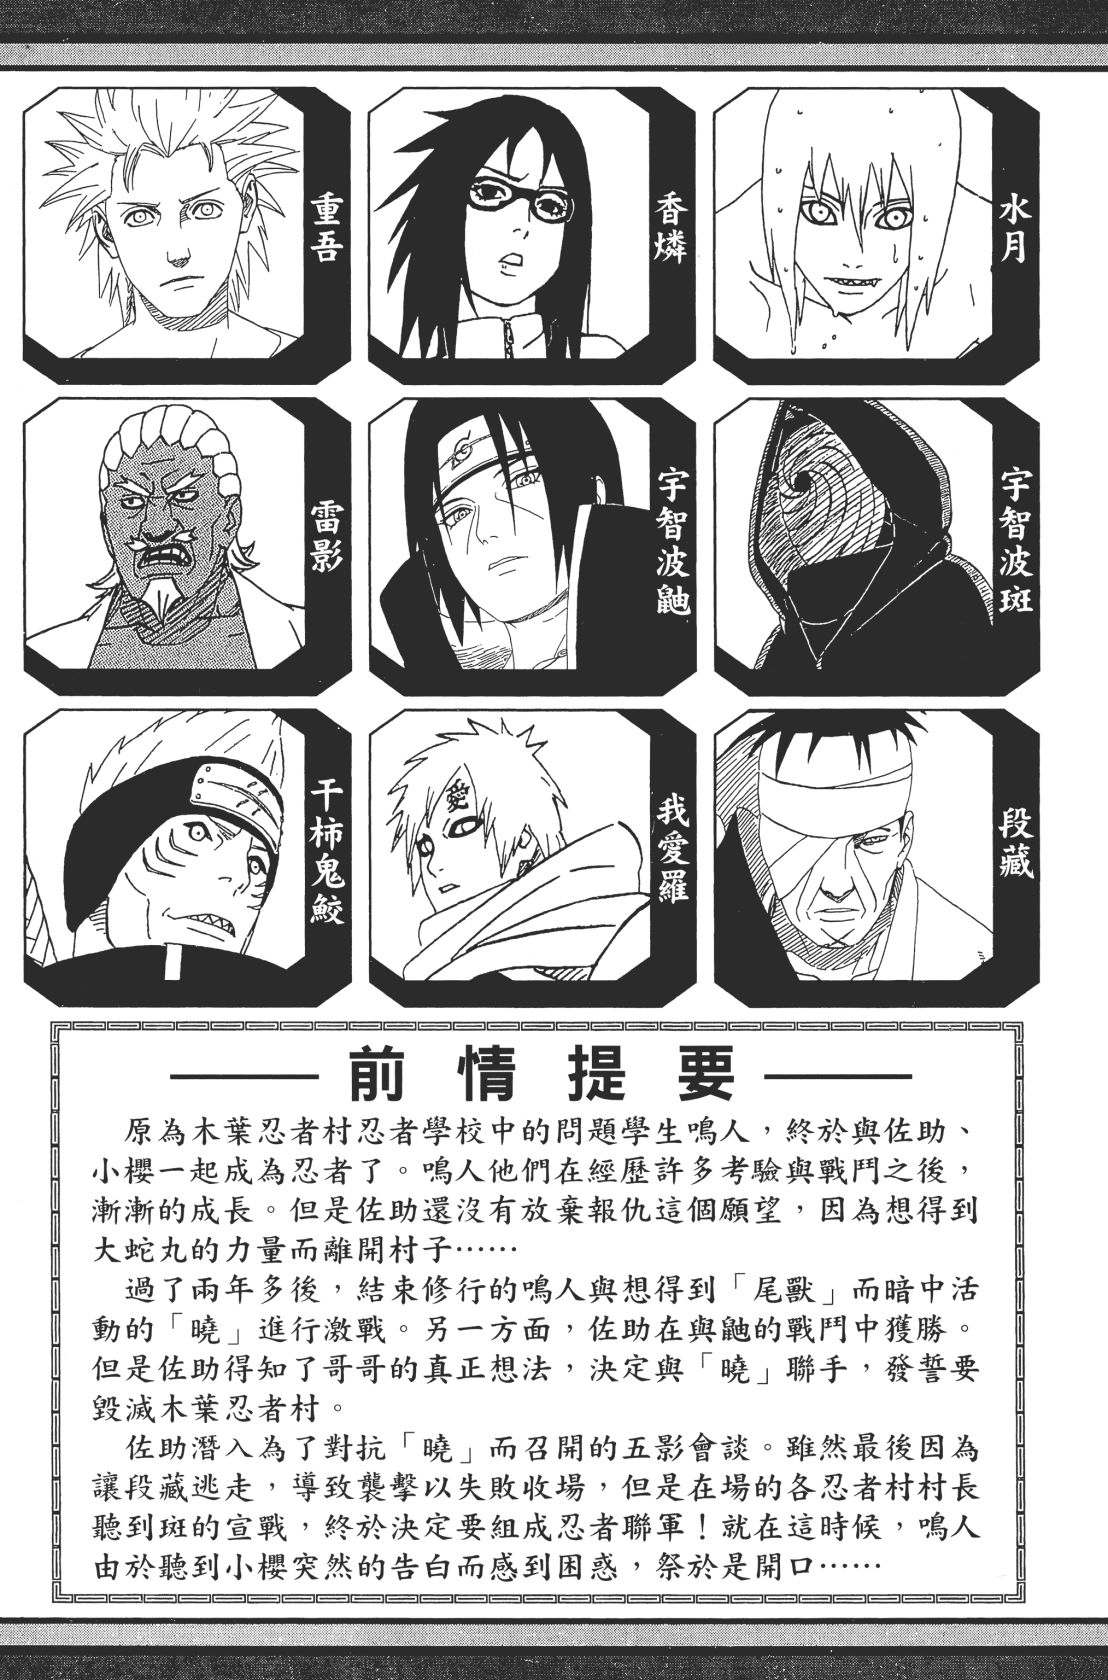 水月
香燐
重吾
宇智波斑
宇智波鼬
雷影
段藏
我愛羅
愛
干柿鬼鮫
前情提要
原為木葉忍者村忍者學校中的問題學生鳴人，終於與佐助、
小櫻一起成為忍者了。鳴人他們在經歷許多考驗與戰鬥之後，
漸漸的成長。但是佐助還沒有放棄報仇這個願望，因為想得到
大蛇丸的力量而離開村子……
過了兩年多後，結束修行的鳴人與想得到「尾獸」而暗中活
動的「曉」進行激戰。另一方面，佐助在與鼬的戰鬥中獲勝。
但是佐助得知了哥哥的真正想法，決定與「曉」聯手，發誓要
毀滅木葉忍者村。
佐助潛入為了對抗「曉」而召開的五影會談。雖然最後因為
讓段藏逃走，導致襲擊以失敗收場，但是在場的各忍者村村長
聽到斑的宣戰，終於決定要組成忍者聯軍！就在這時候，鳴人
由於聽到小櫻突然的告白而感到困惑，祭於是開口……